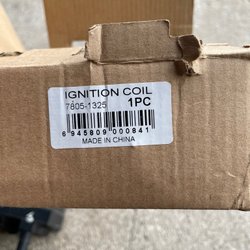 IGNITION COIL
7805-1325 1PC
6 945809 000841
MADE IN CHINA